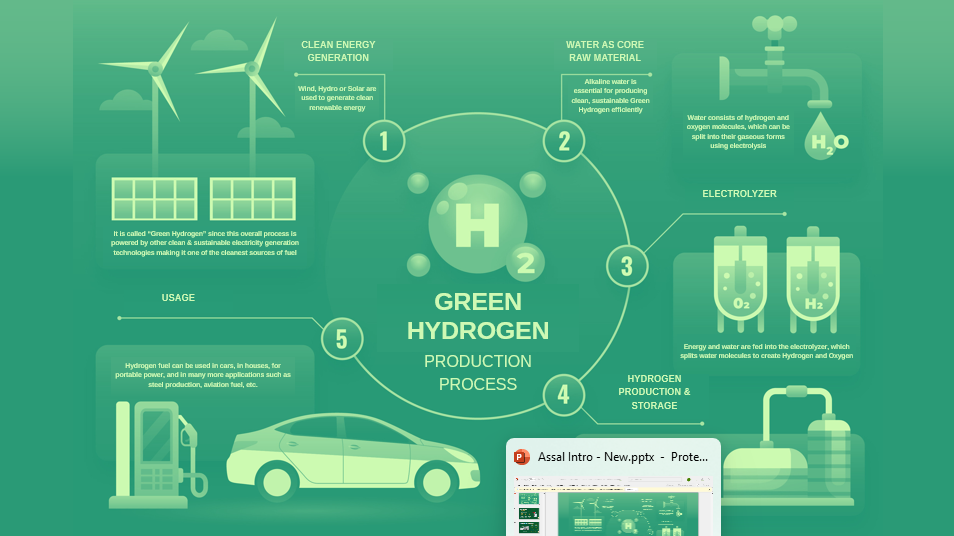 CLEAN ENERGY
GENERATION
Wind, Hydro or Solar are
used to generate clean
renewable energy
WATER AS CORE
RAW MATERIAL
Alkaline water is
essential for producing
clean, sustainable Green
Hydrogen efficiently
Water consists of hydrogen and
oxygen molecules, which can be
split into their gaseous forms
using electrolysis
H2O
1
2
H
2
ELECTROLYZER
3
O₂
H₂
Energy and water are fed into the electrolyzer, which
splits water molecules to create Hydrogen and Oxygen
It is called “Green Hydrogen” since this overall process is
powered by other clean & sustainable electricity generation
technologies making it one of the cleanest sources of fuel
GREEN
HYDROGEN
PRODUCTION
PROCESS
USAGE
5
Hydrogen fuel can be used in cars, in houses, for
portable power, and in many more applications such as
steel production, aviation fuel, etc.
4
HYDROGEN
PRODUCTION &
STORAGE
Assal Intro - New.pptx - Prote...